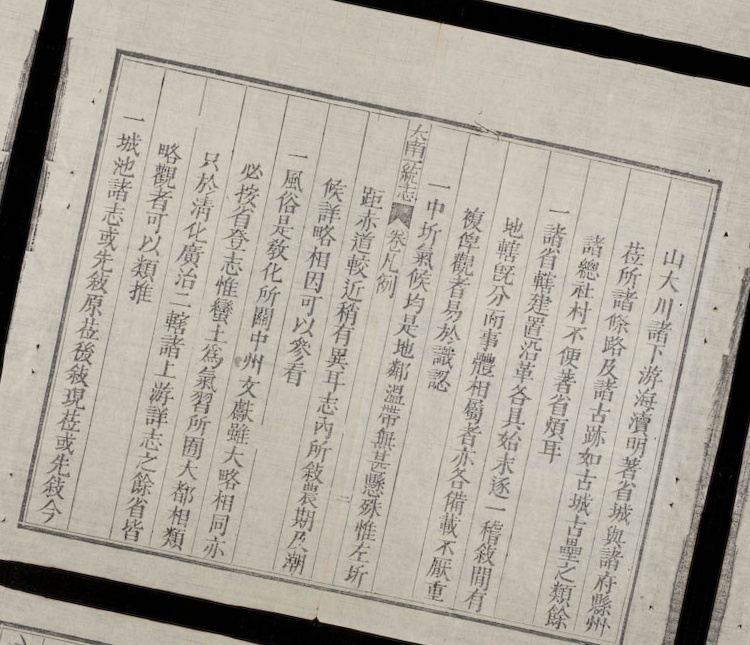 山大川諸下游海瀆明著省城與諸府縣州
莅所諸條路及諸古跡如古城古壘之類餘
諸總社村不便著省煩耳
一諸省轄建置沿革各具始末逐一稽敘間有
地轄既分而事體相屬者亦各備載不厭重
複俾觀者易於識認
一中圻氣候均是地鄰溫帶無甚懸殊惟左圻
大南一統志 卷之凡例
距赤道較近稍有異耳志內所敘農期及潮
候詳略相因可以參看
一風俗是敎化所關中州文獻雖大略相同亦
必按省登志惟蠻土爲氣習所囿大都相類
只於清化廣治二轄諸上游詳志之餘省皆
略觀者可以類推
一城池諸志或先敘原莅後敘現莅或先敘今